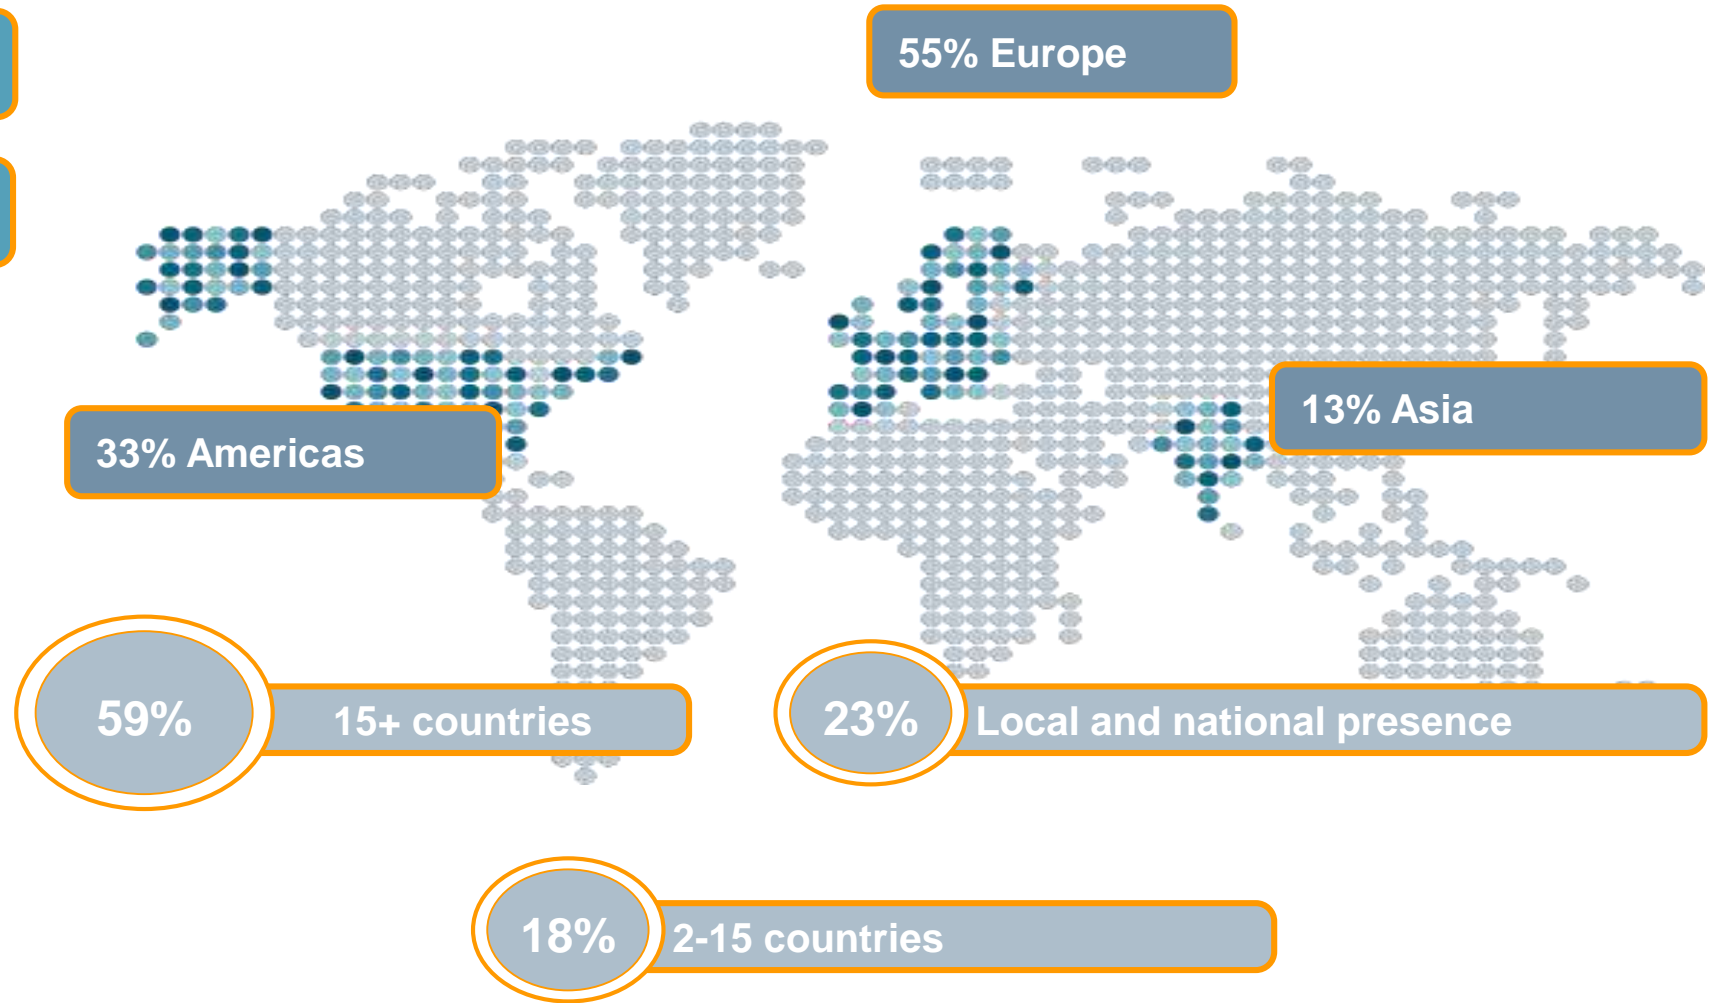 55% Europe
13% Asia
33% Americas
59%
15+ countries
23%
Local and national presence
18%
2-15 countries